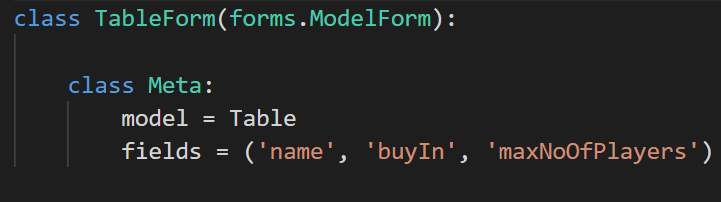 class TableForm(forms.ModelForm):
    class Meta:
        model = Table
        fields = ('name', 'buyIn', 'maxNoOfPlayers')